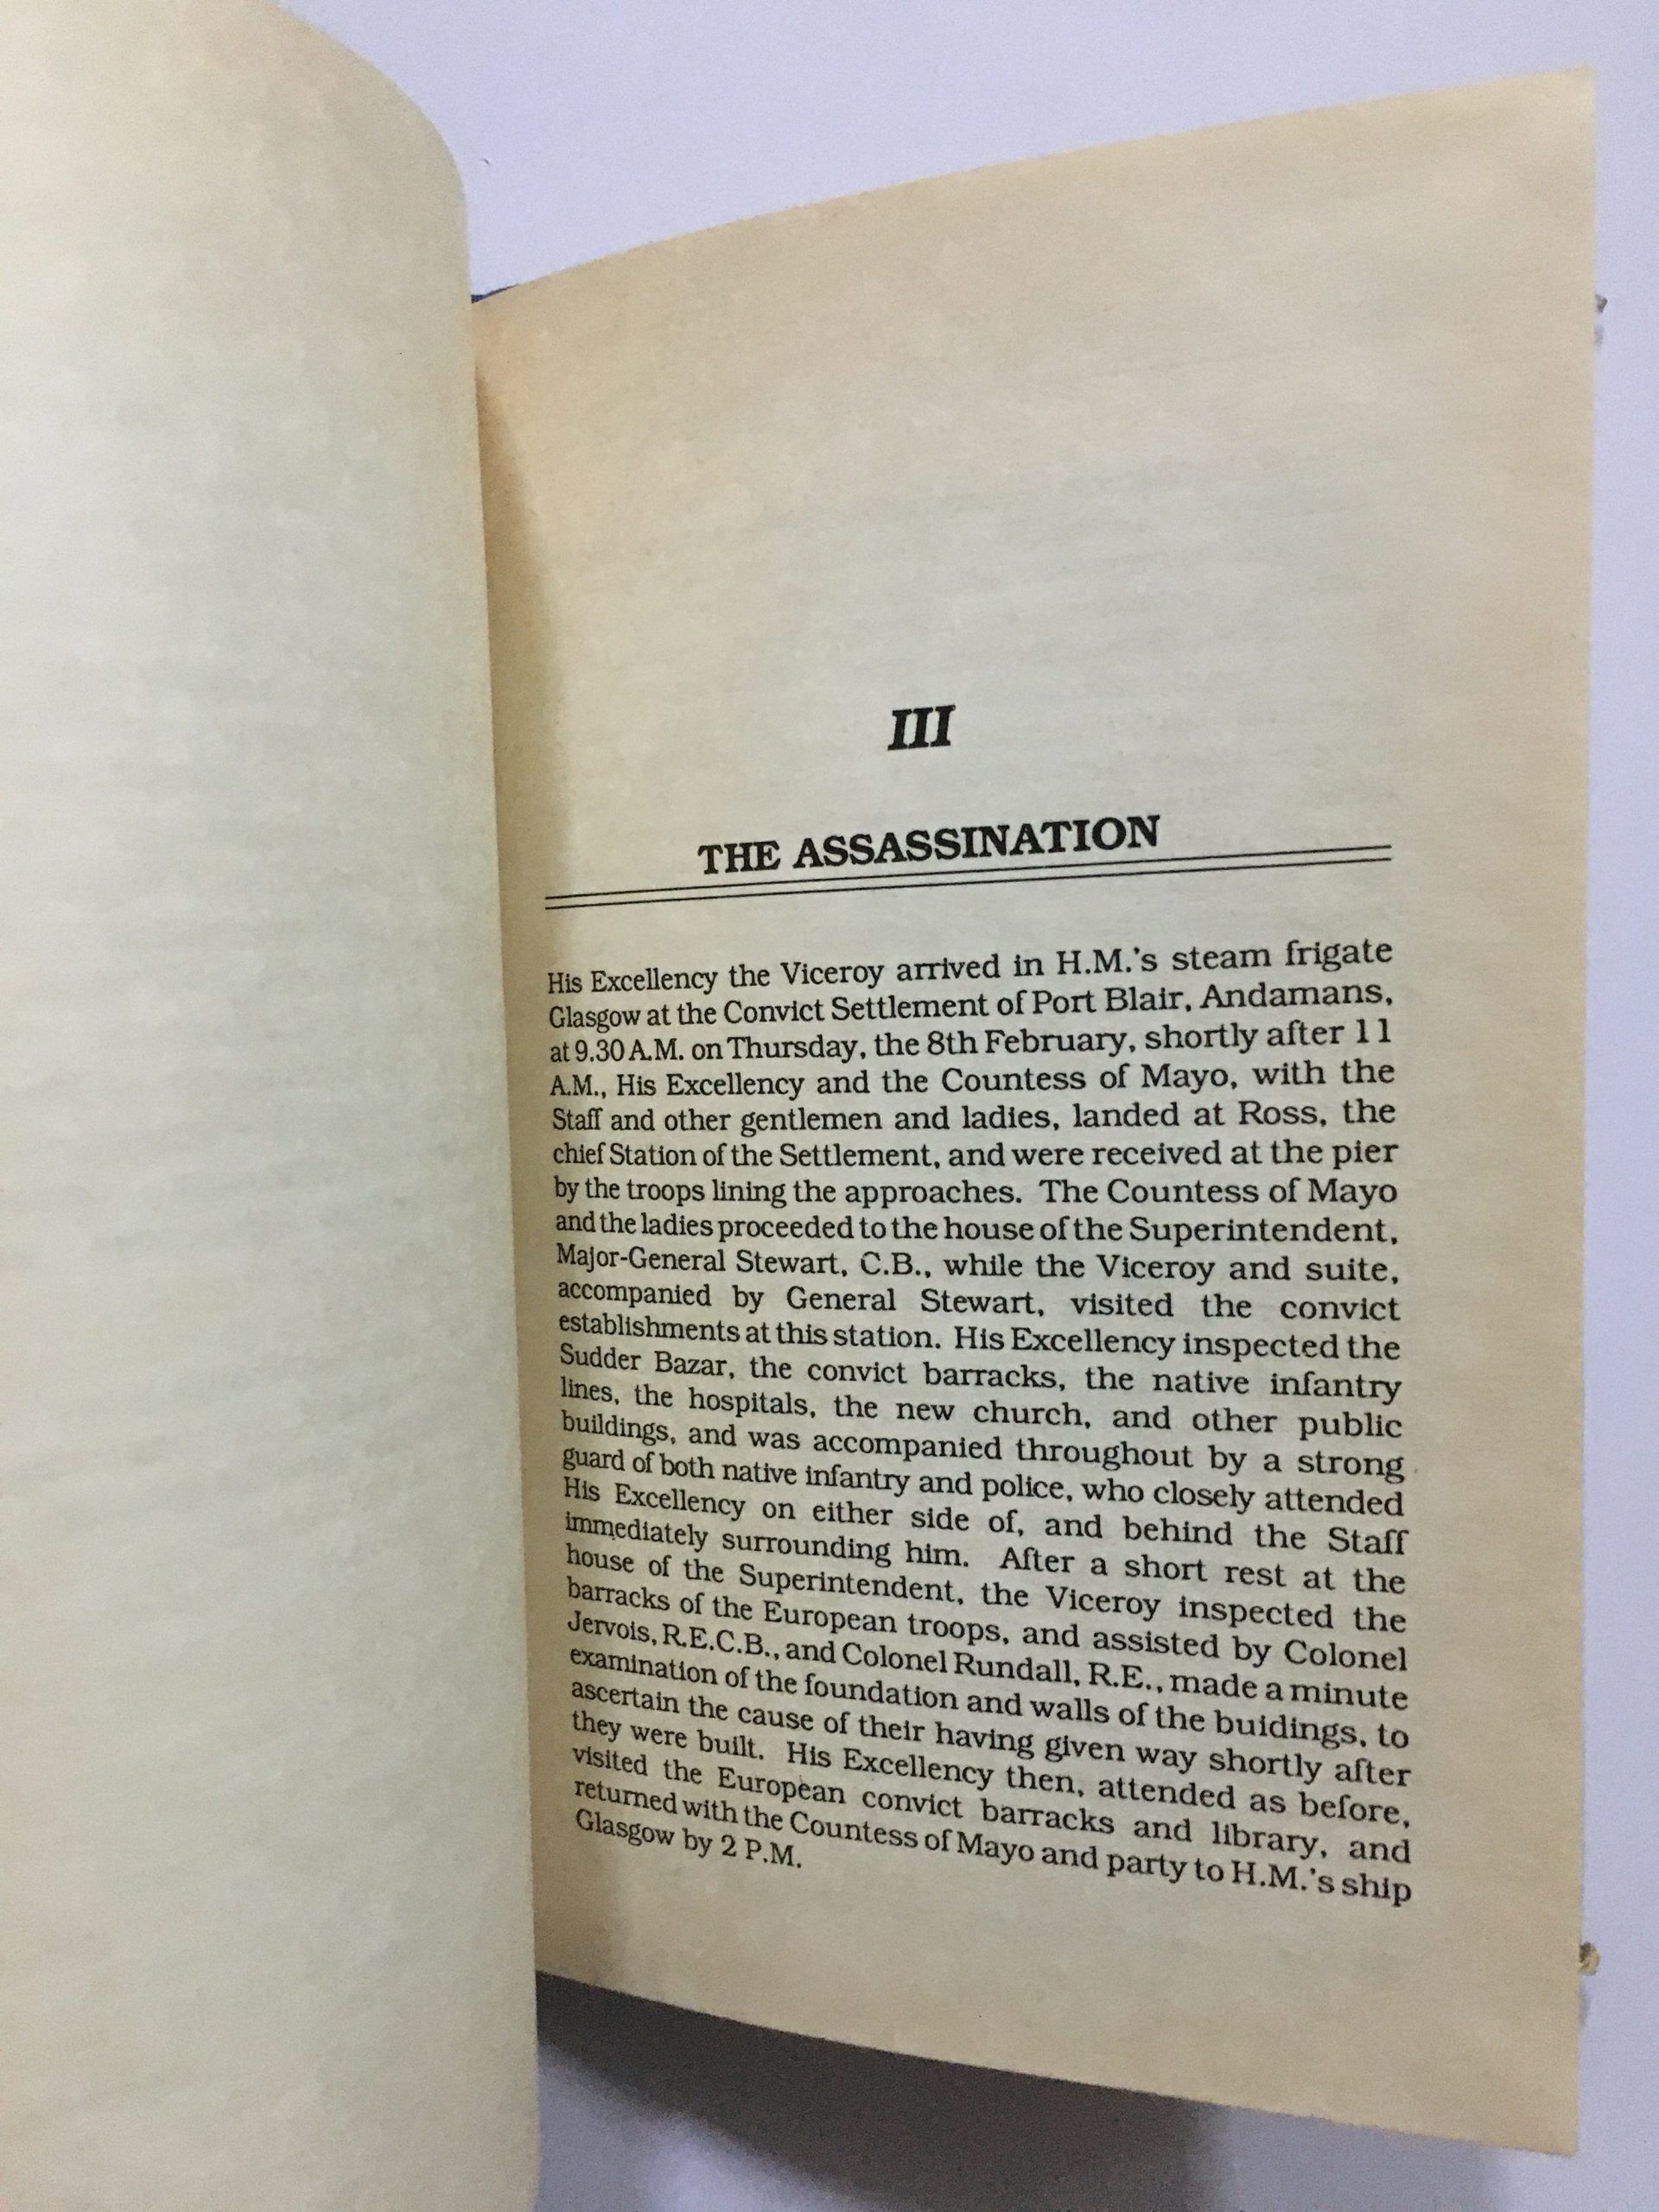 III
THE ASSASSINATION
His Excellency the Viceroy arrived in H.M.'s steam frigate
Glasgow at the Convict Settlement of Port Blair, Andamans,
at 9.30 A.M. on Thursday, the 8th February, shortly after 11
A.M., His Excellency and the Countess of Mayo, with the
Staff and other gentlemen and ladies, landed at Ross, the
chief Station of the Settlement, and were received at the pier
by the troops lining the approaches. The Countess of Mayo
and the ladies proceeded to the house of the Superintendent,
Major-General Stewart, C.B., while the Viceroy and suite,
accompanied by General Stewart, visited the convict
establishments at this station. His Excellency inspected the
Sudder Bazar, the convict barracks, the native infantry
lines, the hospitals, the new church, and other public
buildings, and was accompanied throughout by a strong
guard of both native infantry and police, who closely attended
His Excellency on either side of, and behind the Staff
immediately surrounding him. After a short rest at the
house of the Superintendent, the Viceroy inspected the
barracks of the European troops, and assisted by Colonel
Jervois, R.E.C.B., and Colonel Rundall, R.E., made a minute
examination of the foundation and walls of the buidings, to
ascertain the cause of their having given way shortly after
they were built. His Excellency then, attended as before,
visited the European convict barracks and library, and
returned with the Countess of Mayo and party to H.M.'s ship
Glasgow by 2 P.M.